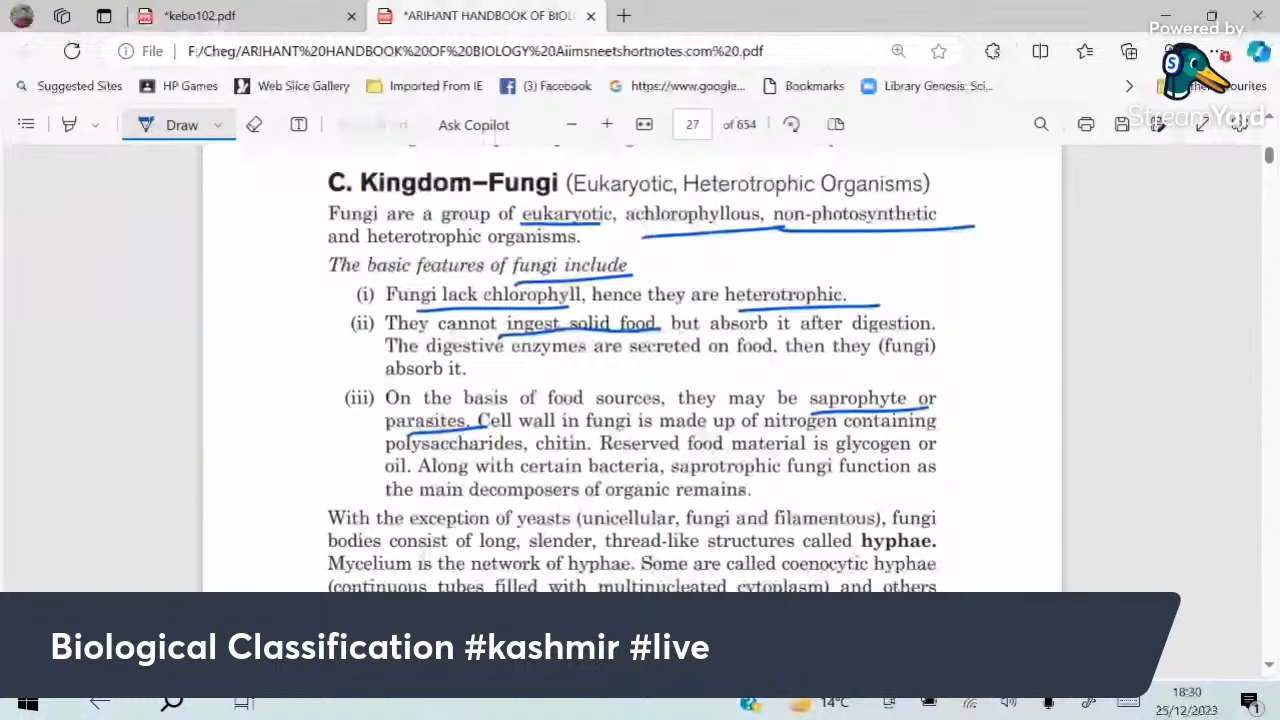 *kebo102.pdf
*ARIHANT HANDBOOK OF BIOL
Powered by
File F:/Cheg/ARIHANT%20HANDBOOK%20OF%20BIOLOGY%20Aiimsneetshortnotes.com%20.pdf
Suggested Sites HP Games Web Slice Gallery Imported From IE (3) Facebook https://www.google... Bookmarks Library Genesis: Sci,...
StreamYard
Draw Ask Copilot 27 of 654
C. Kingdom–Fungi (Eukaryotic, Heterotrophic Organisms)
Fungi are a group of eukaryotic, achlorophyllous, non-photosynthetic
and heterotrophic organisms.
The basic features of fungi include
(i) Fungi lack chlorophyll, hence they are heterotrophic.
(ii) They cannot ingest solid food, but absorb it after digestion.
The digestive enzymes are secreted on food. then they (fungi)
absorb it.
(iii) On the basis of food sources, they may be saprophyte or
parasites. Cell wall in fungi is made up of nitrogen containing
polysaccharides, chitin. Reserved food material is glycogen or
oil. Along with certain bacteria, saprotrophic fungi function as
the main decomposers of organic remains.
With the exception of yeasts (unicellular, fungi and filamentous), fungi
bodies consist of long, slender, thread-like structures called hyphae.
Mycelium is the network of hyphae. Some are called coenocytic hyphae
(continuous tubes filled with multinucleated cytoplasm) and others
Biological Classification #kashmir #live
14°C
18:30
25/12/2023